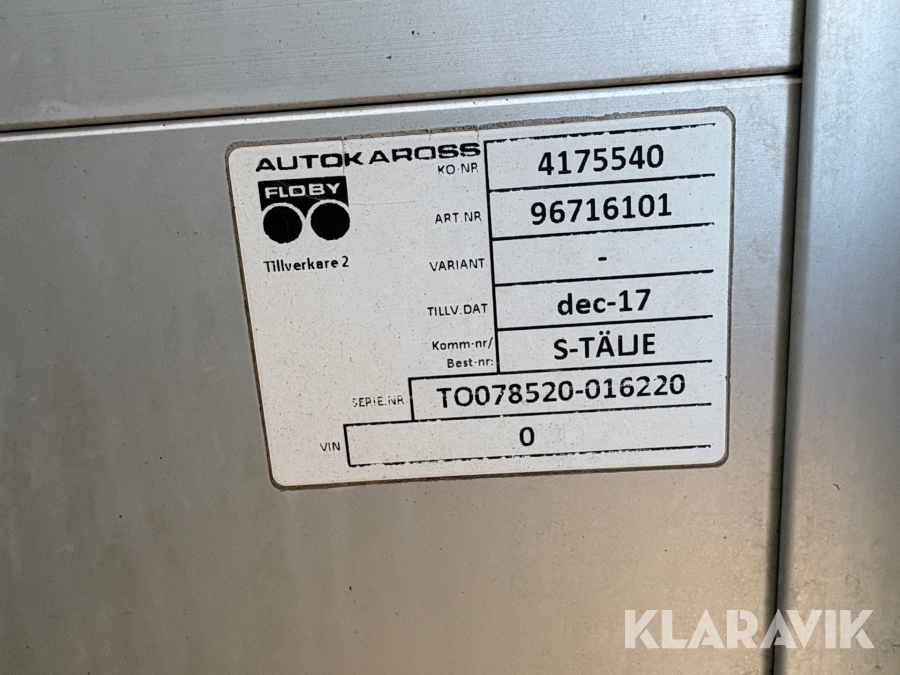 AUTOKAROSS
FLOBY
Tillverkare 2
KO-NR 4175540
ART.NR 96716101
VARIANT -
TILLV.DAT dec-17
Komm-nr/
Best-nr: S-TÄLJE
SERIE.NR TO078520-016220
VIN 0
KLARAVIK